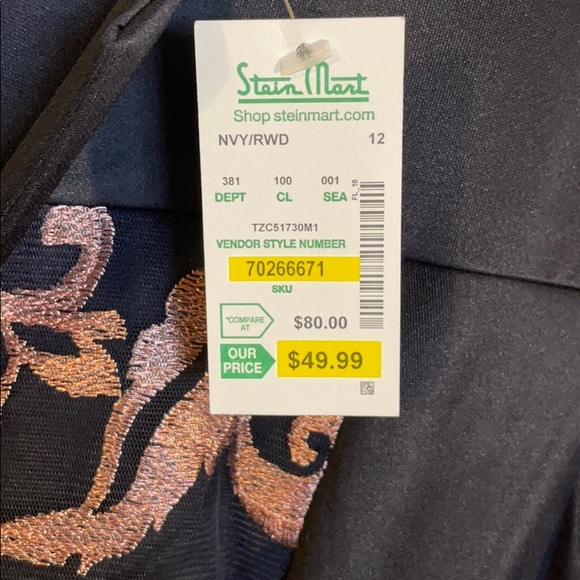 Stein Mart
Shop steinmart.com
NVY/RWD 12
381 100 001
DEPT CL SEA
FL_10
TZC51730M1
VENDOR STYLE NUMBER
70266671
SKU
*COMPARE AT $80.00
OUR PRICE $49.99